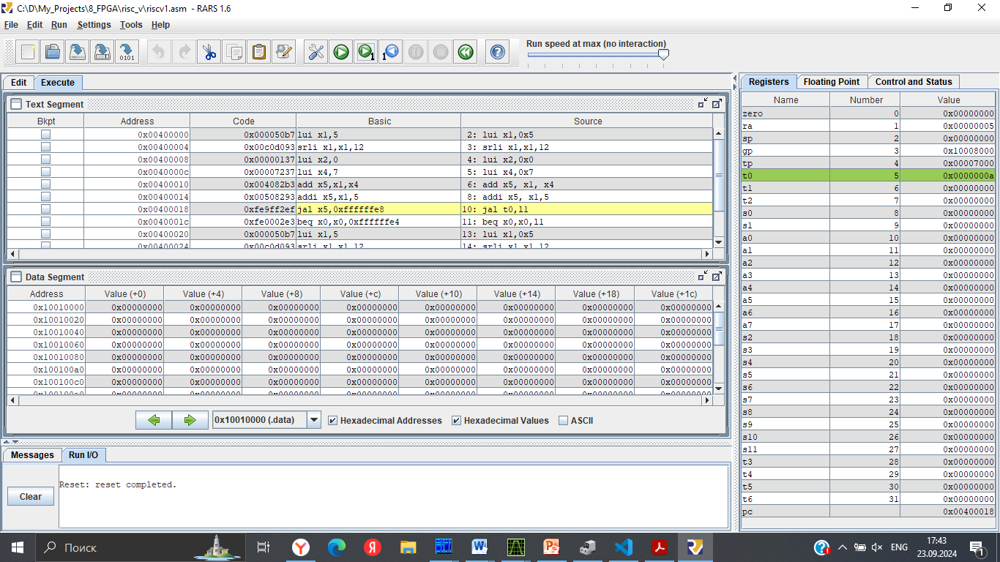 C:\D\My_Projects\8_FPGA\risc_v\riscv1.asm - RARS 1.6
File Edit Run Settings Tools Help
Run speed at max (no interaction)
Edit Execute
Text Segment
Bkpt Address Code Basic Source
0x00400000 0x000050b7 lui x1,5 2: lui x1,0x5
0x00400004 0x00c0d093 srli x1,x1,12 3: srli x1,x1,12
0x00400008 0x00000137 lui x2,0 4: lui x2,0x0
0x0040000c 0x00007237 lui x4,7 5: lui x4,0x7
0x00400010 0x004082b3 add x5,x1,x4 6: add x5, x1, x4
0x00400014 0x00508293 addi x5,x1,5 8: addi x5, x1,5
0x00400018 0xfe9ff2ef jal x5,0xffffffe8 10: jal t0,l1
0x0040001c 0xfe0002e3 beq x0,x0,0xffffffe4 11: beq x0,x0,l1
0x00400020 0x000050b7 lui x1,5 13: lui x1,0x5
0x00400024 0x00c0d093 srli x1,x1,12 14: srli x1,x1,12
Data Segment
Address Value (+0) Value (+4) Value (+8) Value (+c) Value (+10) Value (+14) Value (+18) Value (+1c)
0x10010000 0x00000000 0x00000000 0x00000000 0x00000000 0x00000000 0x00000000 0x00000000 0x00000000
0x10010020 0x00000000 0x00000000 0x00000000 0x00000000 0x00000000 0x00000000 0x00000000 0x00000000
0x10010040 0x00000000 0x00000000 0x00000000 0x00000000 0x00000000 0x00000000 0x00000000 0x00000000
0x10010060 0x00000000 0x00000000 0x00000000 0x00000000 0x00000000 0x00000000 0x00000000 0x00000000
0x10010080 0x00000000 0x00000000 0x00000000 0x00000000 0x00000000 0x00000000 0x00000000 0x00000000
0x100100a0 0x00000000 0x00000000 0x00000000 0x00000000 0x00000000 0x00000000 0x00000000 0x00000000
0x100100c0 0x00000000 0x00000000 0x00000000 0x00000000 0x00000000 0x00000000 0x00000000 0x00000000
0x100100e0 0x00000000 0x00000000 0x00000000 0x00000000 0x00000000 0x00000000 0x00000000 0x00000000
0x10010000 (.data) Hexadecimal Addresses Hexadecimal Values ASCII
Messages Run I/O
Reset: reset completed.
Clear
Registers Floating Point Control and Status
Name Number Value
zero 0 0x00000000
ra 1 0x00000005
sp 2 0x00000000
gp 3 0x10008000
tp 4 0x00007000
t0 5 0x0000000a
t1 6 0x00000000
t2 7 0x00000000
s0 8 0x00000000
s1 9 0x00000000
a0 10 0x00000000
a1 11 0x00000000
a2 12 0x00000000
a3 13 0x00000000
a4 14 0x00000000
a5 15 0x00000000
a6 16 0x00000000
a7 17 0x00000000
s2 18 0x00000000
s3 19 0x00000000
s4 20 0x00000000
s5 21 0x00000000
s6 22 0x00000000
s7 23 0x00000000
s8 24 0x00000000
s9 25 0x00000000
s10 26 0x00000000
s11 27 0x00000000
t3 28 0x00000000
t4 29 0x00000000
t5 30 0x00000000
t6 31 0x00000000
pc 0x00400018
Поиск
ENG
17:43
23.09.2024
1